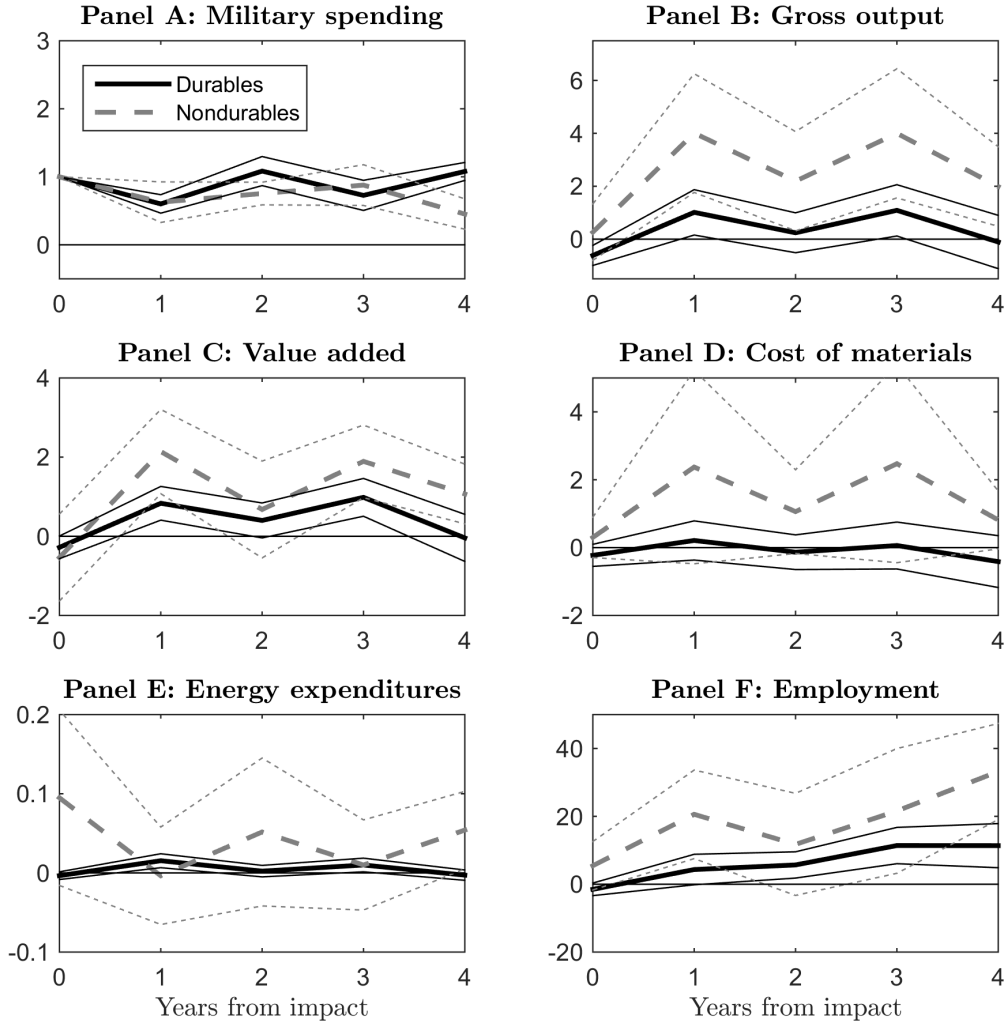 Panel A: Military spending
3
2
1
0
Durables
Nondurables
0 1 2 3 4
Panel B: Gross output
6
4
2
0
0 1 2 3 4
Panel C: Value added
4
2
0
-2
0 1 2 3 4
Panel D: Cost of materials
4
2
0
-2
0 1 2 3 4
Panel E: Energy expenditures
0.2
0.1
0
-0.1
0 1 2 3 4
Years from impact
Panel F: Employment
40
20
0
-20
0 1 2 3 4
Years from impact